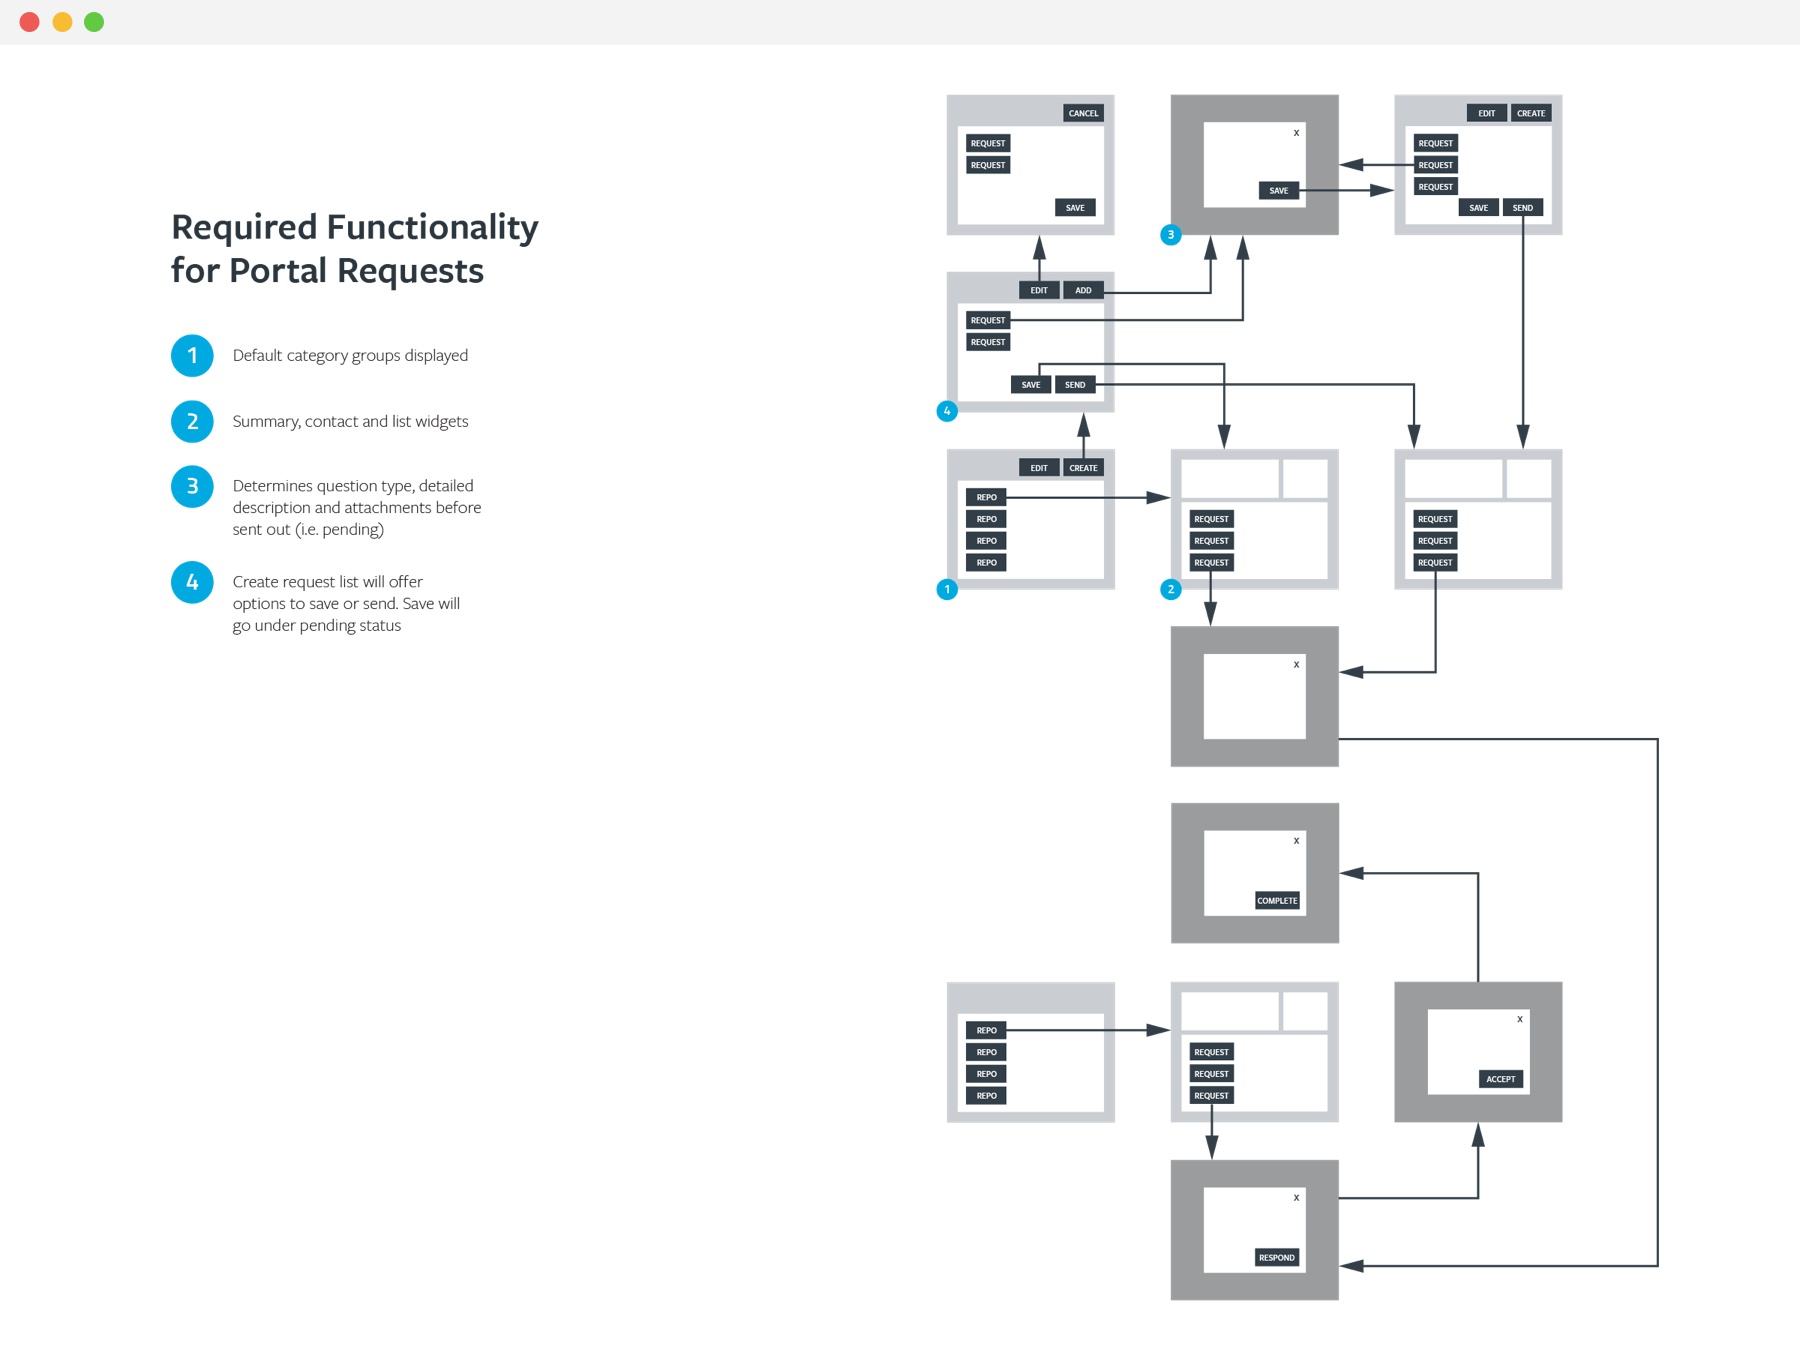 Required Functionality
for Portal Requests
1
Default category groups displayed
2
Summary, contact and list widgets
3
Determines question type, detailed
description and attachments before
sent out (i.e. pending)
4
Create request list will offer
options to save or send. Save will
go under pending status
CANCEL
REQUEST
REQUEST
SAVE
X
SAVE
3
EDIT CREATE
REQUEST
REQUEST
REQUEST
SAVE SEND
EDIT ADD
REQUEST
REQUEST
SAVE SEND
4
EDIT CREATE
REPO
REPO
REPO
REPO
1
REQUEST
REQUEST
REQUEST
2
REQUEST
REQUEST
REQUEST
X
X
COMPLETE
REPO
REPO
REPO
REPO
REQUEST
REQUEST
REQUEST
X
ACCEPT
X
RESPOND